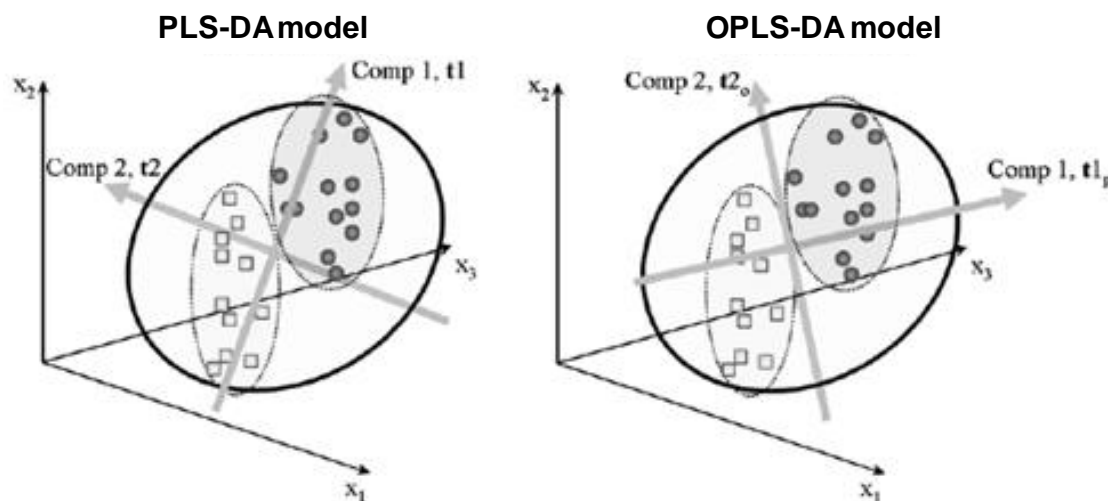 PLS-DA model
OPLS-DA model
x2
Comp 1, t1
Comp 2, t2
x3
x1
x2
Comp 2, t2o
Comp 1, t1p
x3
x1